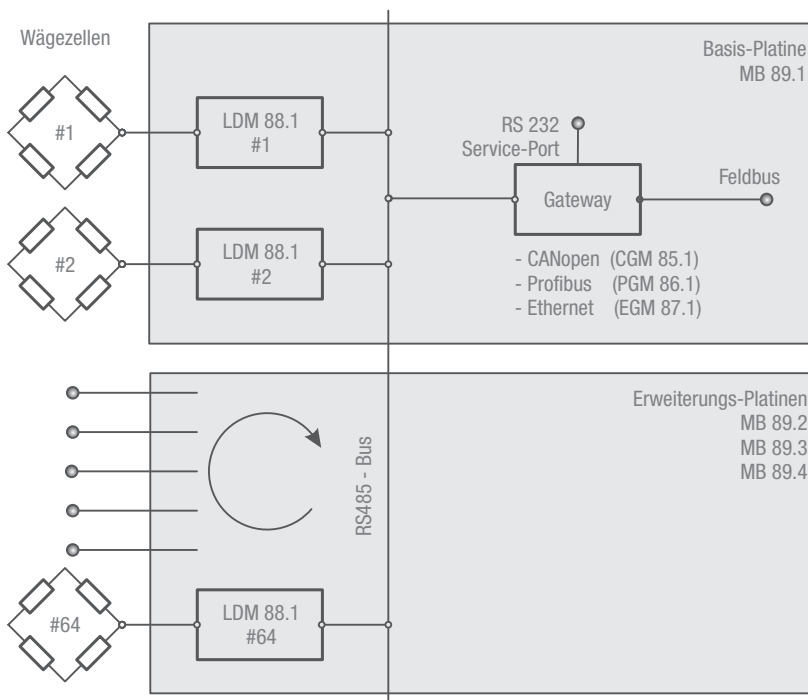 Wägezellen
Basis-Platine
MB 89.1
#1
LDM 88.1
#1
RS 232
Service-Port
Gateway
Feldbus
#2
LDM 88.1
#2
- CANopen (CGM 85.1)
- Profibus (PGM 86.1)
- Ethernet (EGM 87.1)
Erweiterungs-Platinen
MB 89.2
MB 89.3
MB 89.4
RS485 - Bus
#64
LDM 88.1
#64